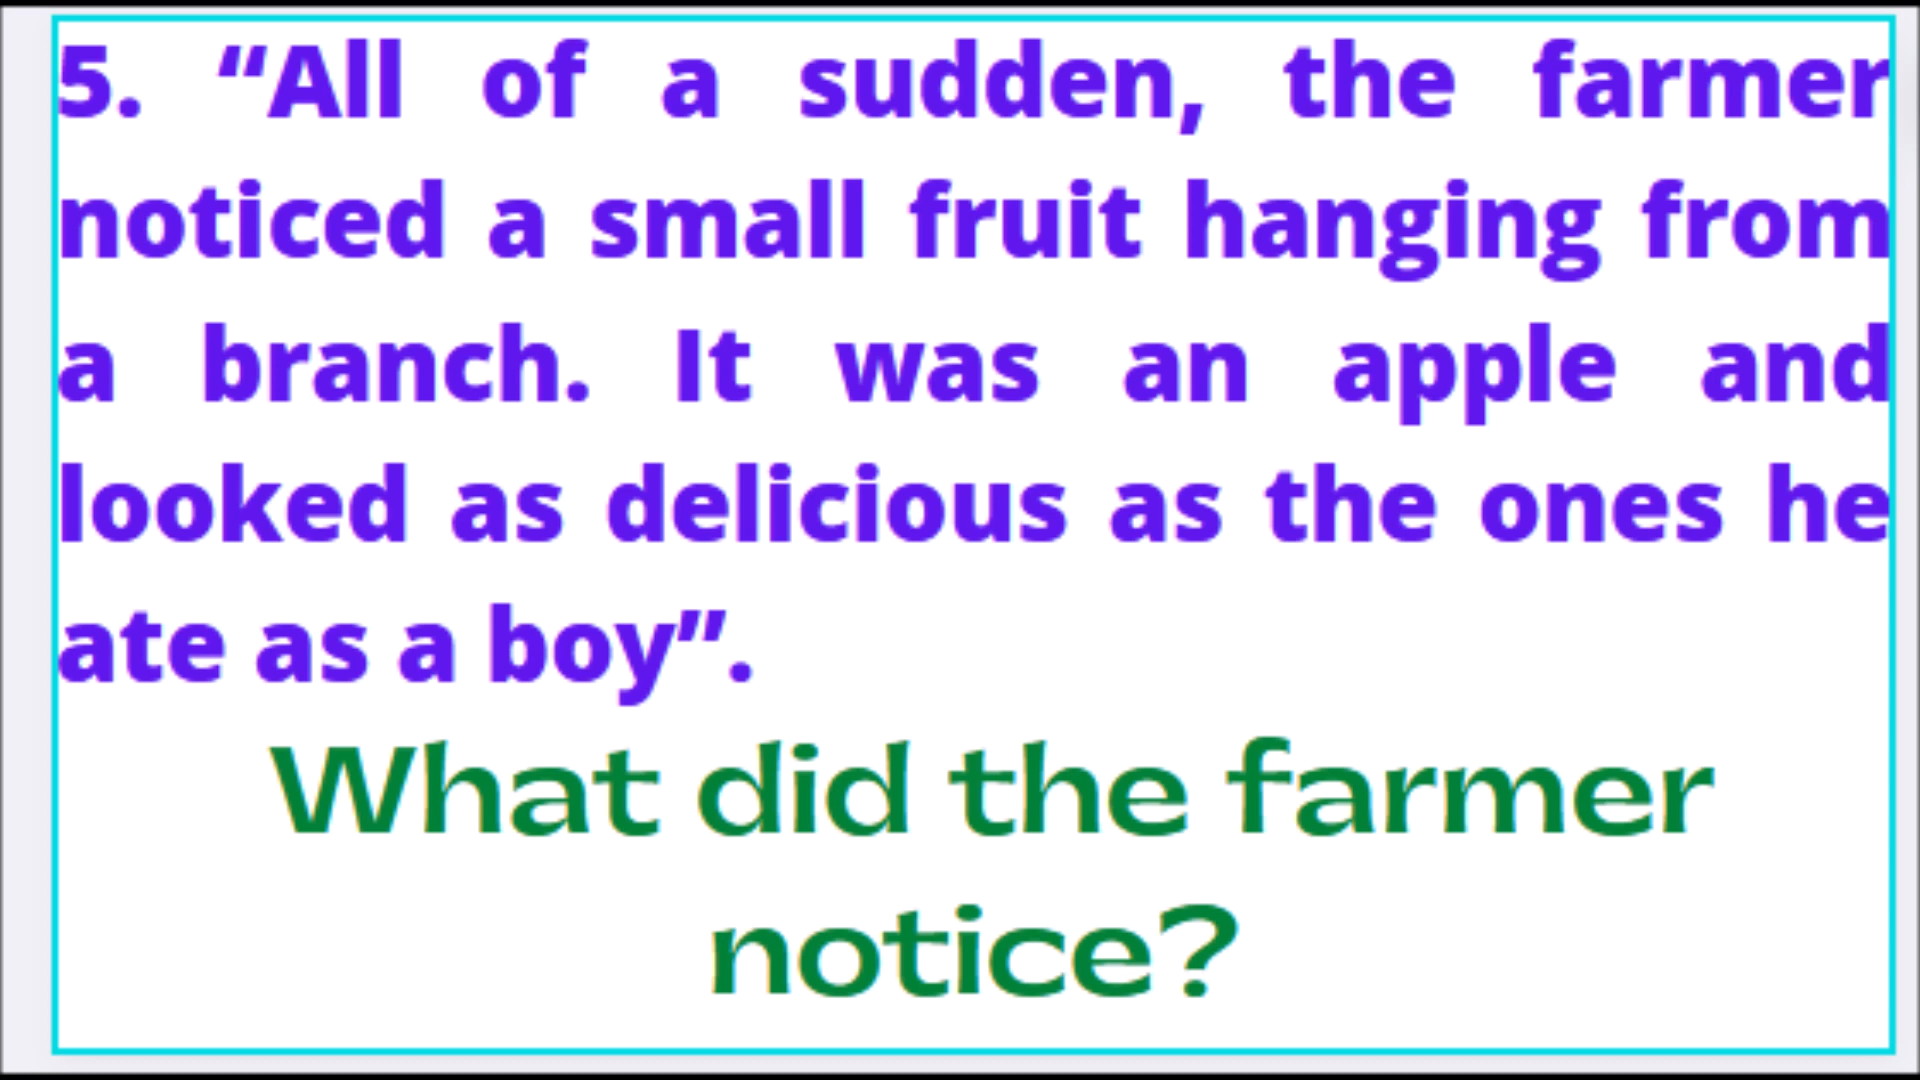 5. “All of a sudden, the farmer
noticed a small fruit hanging from
a branch. It was an apple and
looked as delicious as the ones he
ate as a boy”.
What did the farmer
notice?